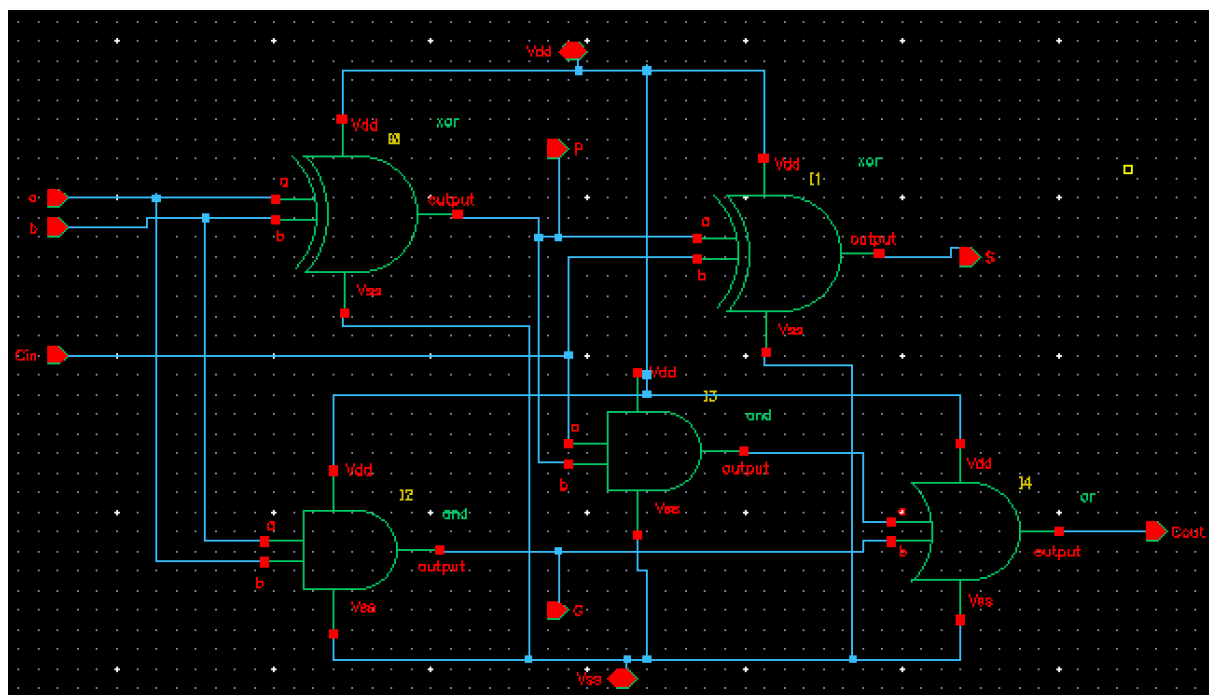 Vdd
Vdd
xor
P
xor
Vdd
I1
a
a
output
a
b
b
output
S
b
Vss
Vss
Cin
Vdd
I3
and
a
output
b
Vdd
Vdd
I4
or
I2
and
Vss
a
a
b
output
Cout
output
b
Vss
G
Vss
Vss